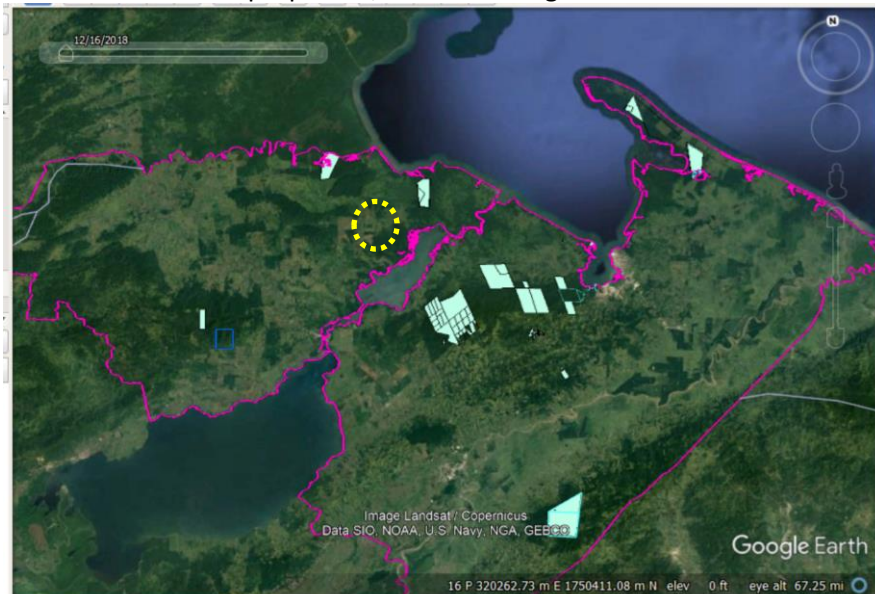 12/16/2018
N
Image Landsat / Copernicus
Data SIO, NOAA, U.S. Navy, NGA, GEBCO
Google Earth
16 P 320262.73 m E 1750411.08 m N elev 0 ft eye alt 67.25 mi